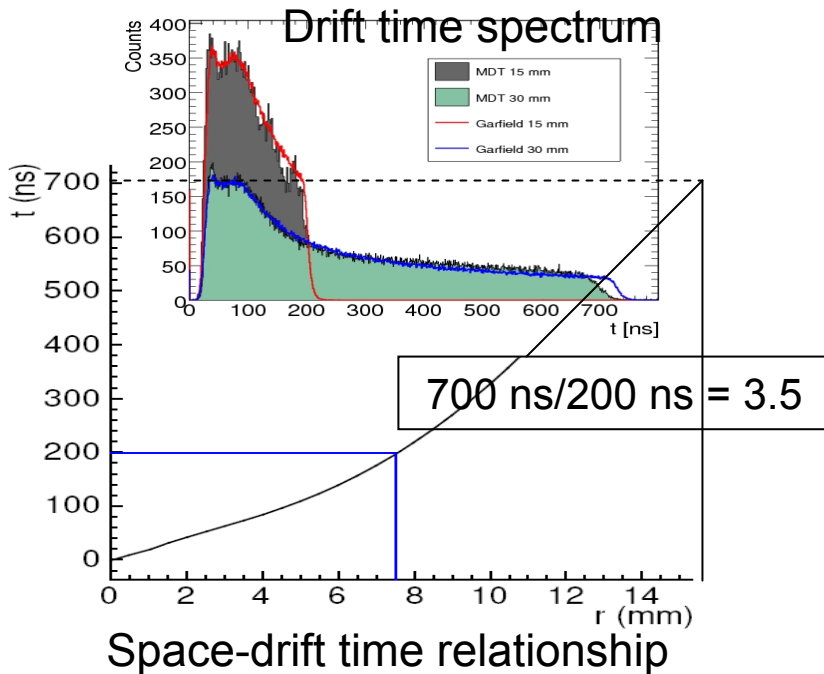 Drift time spectrum
Counts
400
350
300
250
200
150
100
50
0
MDT 15 mm
MDT 30 mm
Garfield 15 mm
Garfield 30 mm
0 100 200 300 400 500 600 700
t [ns]
t (ns)
700
600
500
400
300
200
100
0
700 ns/200 ns = 3.5
0 2 4 6 8 10 12 14
r (mm)
Space-drift time relationship